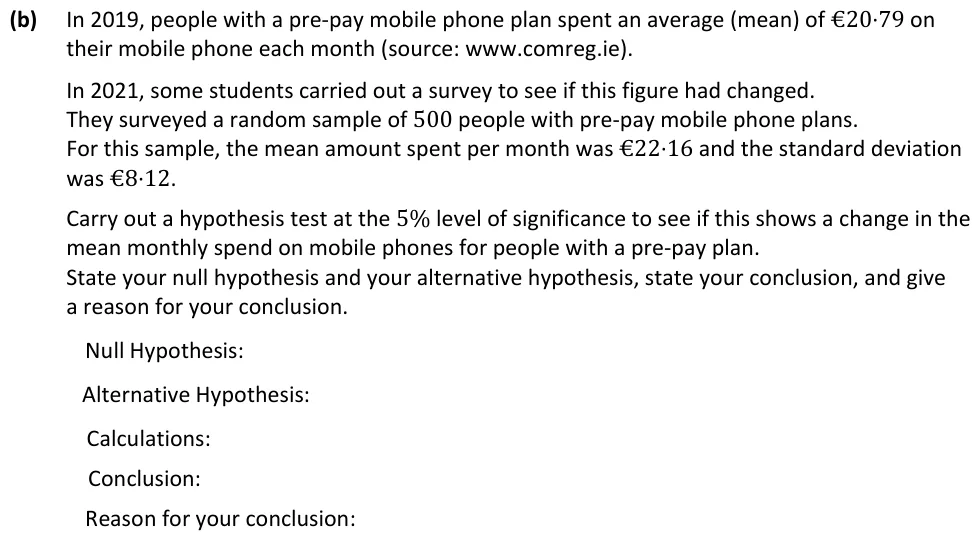 (b) In 2019, people with a pre-pay mobile phone plan spent an average (mean) of €20·79 on
their mobile phone each month (source: www.comreg.ie).
In 2021, some students carried out a survey to see if this figure had changed.
They surveyed a random sample of 500 people with pre-pay mobile phone plans.
For this sample, the mean amount spent per month was €22·16 and the standard deviation
was €8·12.
Carry out a hypothesis test at the 5% level of significance to see if this shows a change in the
mean monthly spend on mobile phones for people with a pre-pay plan.
State your null hypothesis and your alternative hypothesis, state your conclusion, and give
a reason for your conclusion.
Null Hypothesis:
Alternative Hypothesis:
Calculations:
Conclusion:
Reason for your conclusion: